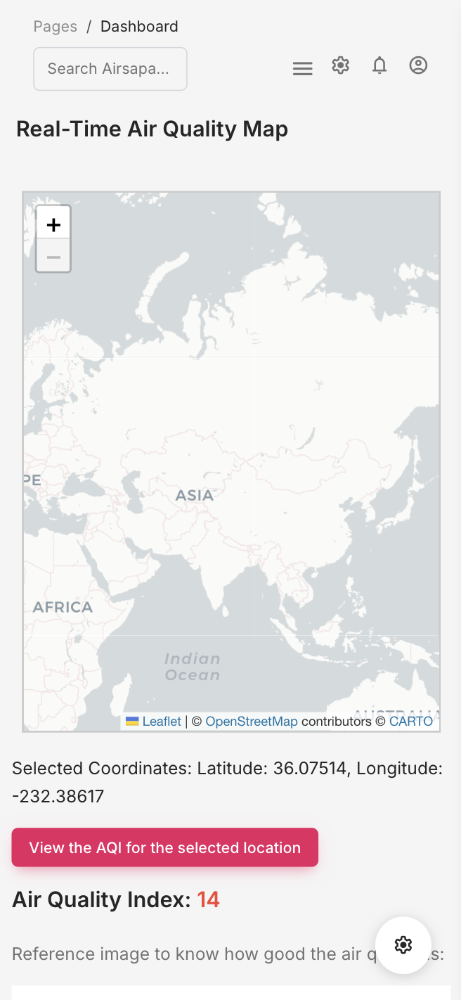 Pages / Dashboard
Search Airsapa...
Real-Time Air Quality Map
+
−
PE
ASIA
AFRICA
Indian
Ocean
AUSTRALIA
Leaflet | © OpenStreetMap contributors © CARTO
Selected Coordinates: Latitude: 36.07514, Longitude:
-232.38617
View the AQI for the selected location
Air Quality Index: 14
Reference image to know how good the air q s: